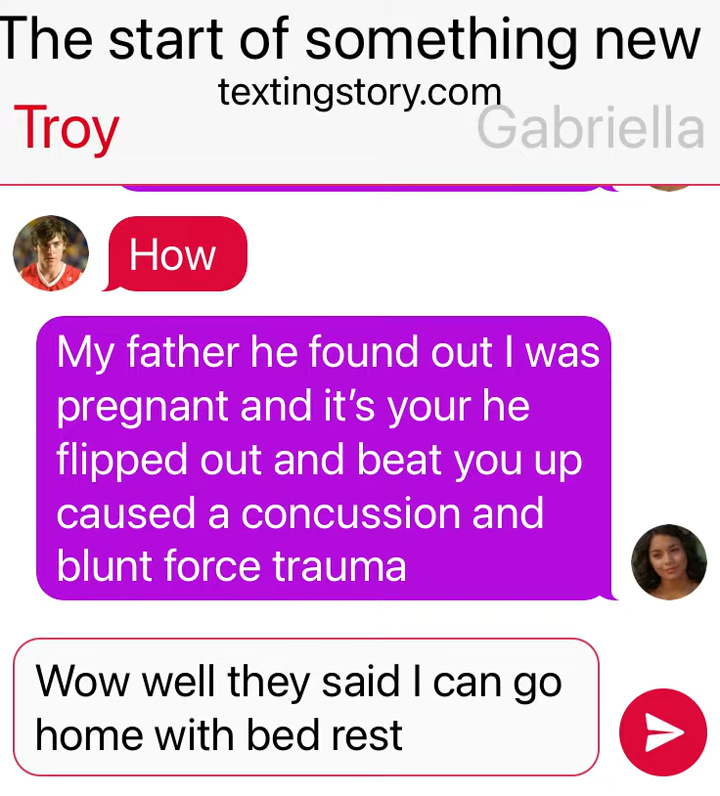 The start of something new
textingstory.com
Troy
Gabriella
How
My father he found out I was
pregnant and it’s your he
flipped out and beat you up
caused a concussion and
blunt force trauma
Wow well they said I can go
home with bed rest